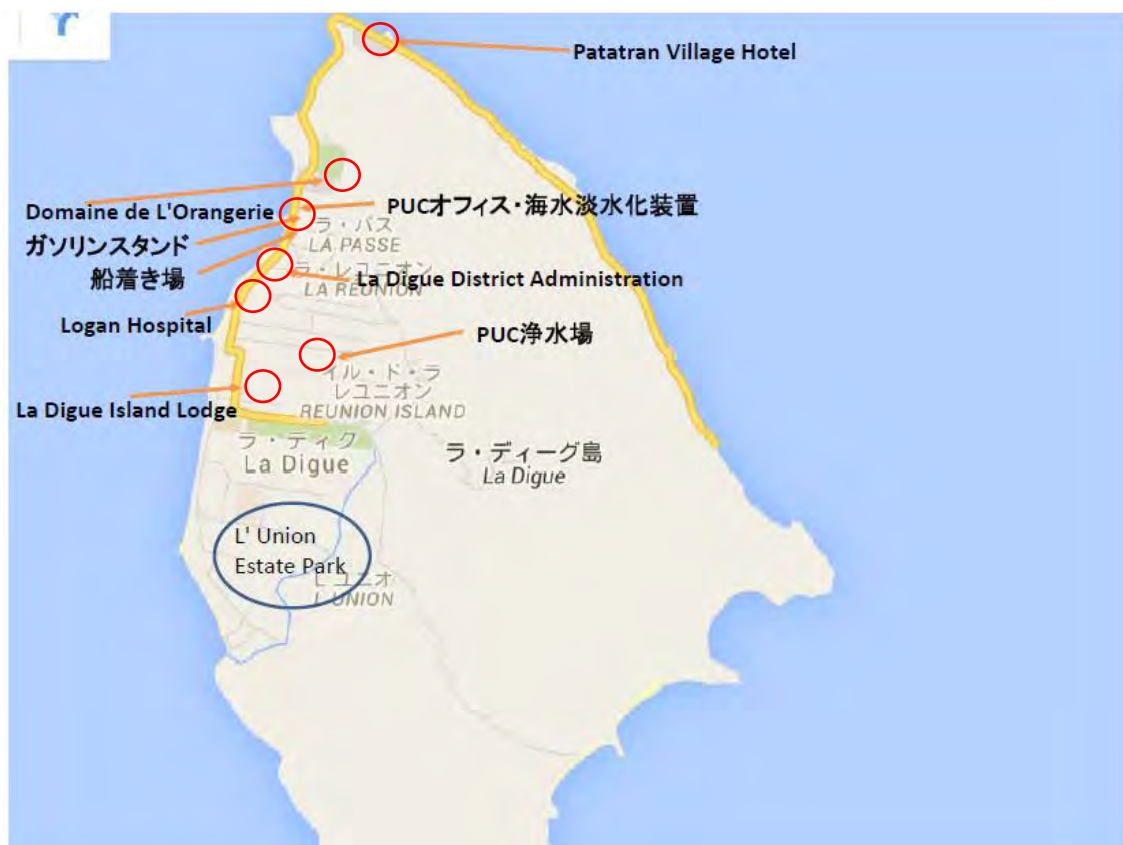 Patatran Village Hotel
Domaine de L'Orangerie
PUCオフィス・海水淡水化装置
ガソリンスタンド
ラ・パス
LA PASSE
船着き場
ラ・レユニオン
LA REUNION
La Digue District Administration
Logan Hospital
PUC浄水場
イル・ド・ラ
レユニオン
REUNION ISLAND
La Digue Island Lodge
ラ・ティク
La Digue
ラ・ディーグ島
La Digue
L' Union
Estate Park
L'UNION